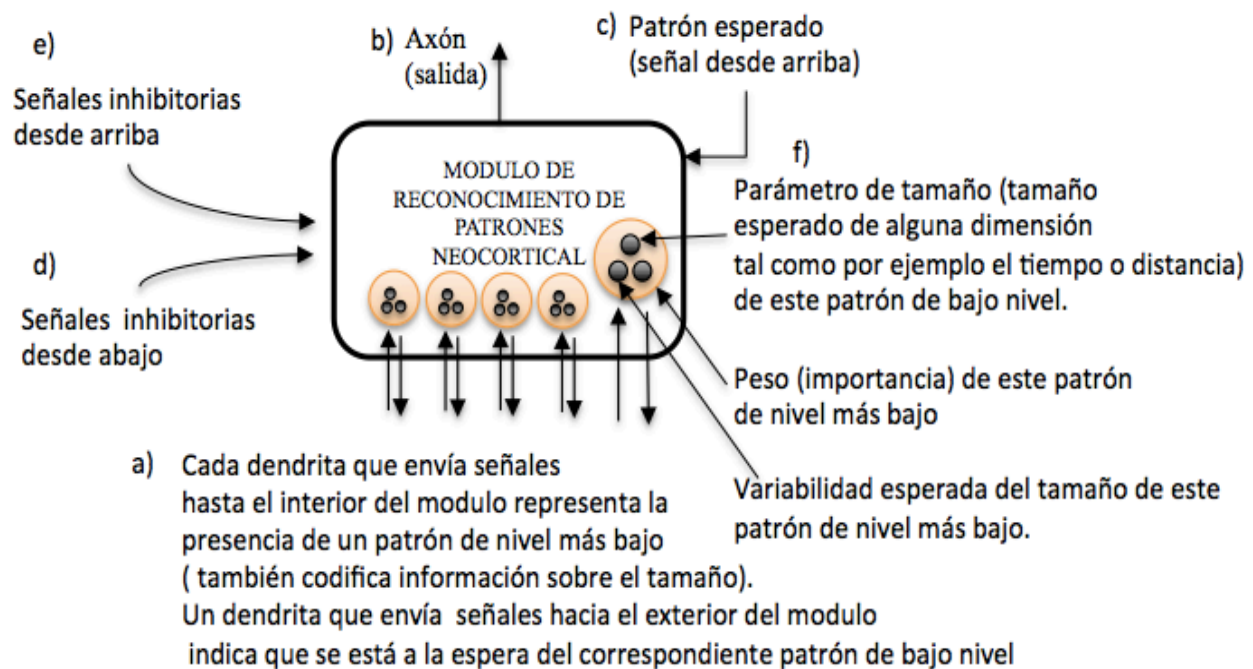 e)
Señales inhibitorias
desde arriba
b) Axón
(salida)
c) Patrón esperado
(señal desde arriba)
MODULO DE
RECONOCIMIENTO DE
PATRONES
NEOCORTICAL
d)
Señales inhibitorias
desde abajo
f)
Parámetro de tamaño (tamaño
esperado de alguna dimensión
tal como por ejemplo el tiempo o distancia)
de este patrón de bajo nivel.
Peso (importancia) de este patrón
de nivel más bajo
Variabilidad esperada del tamaño de este
patrón de nivel más bajo.
a) Cada dendrita que envía señales
hasta el interior del modulo representa la
presencia de un patrón de nivel más bajo
( también codifica información sobre el tamaño).
Un dendrita que envía señales hacia el exterior del modulo
indica que se está a la espera del correspondiente patrón de bajo nivel